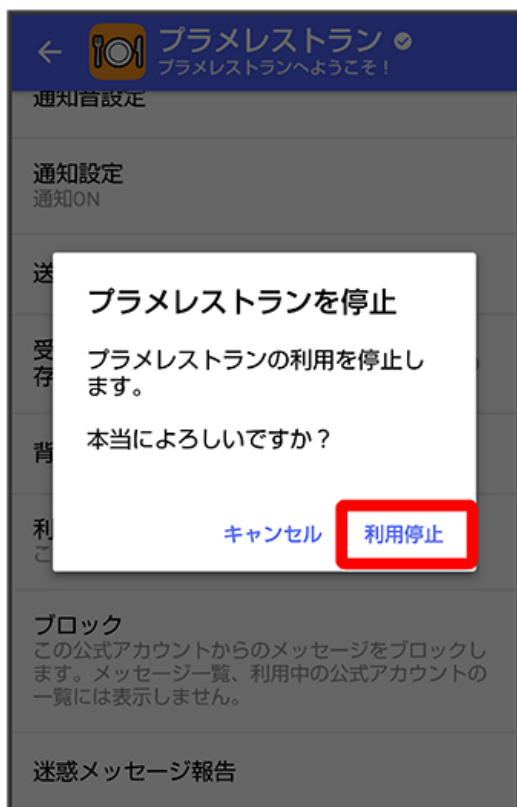 プラメレストラン
プラメレストランへようこそ！
通知音設定
通知設定
通知ON
送
プラメレストランを停止
プラメレストランの利用を停止し
ます。
本当によろしいですか？
キャンセル
利用停止
受
存
背
利
こ
ブロック
この公式アカウントからのメッセージをブロックし
ます。メッセージ一覧、利用中の公式アカウントの
一覧には表示しません。
迷惑メッセージ報告